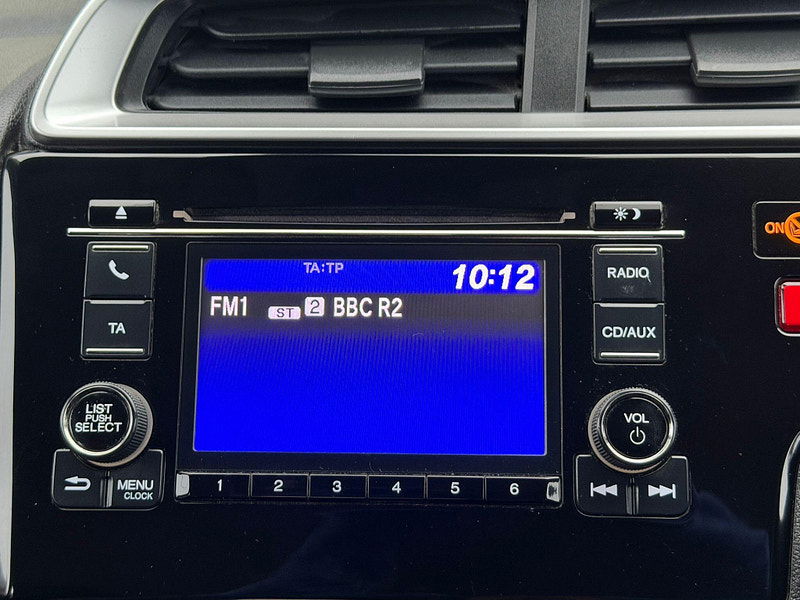 TA:TP
10:12
FM1 ST 2 BBC R2
RADIO
TA
CD/AUX
ON
LIST
PUSH
SELECT
VOL
MENU
CLOCK
1 2 3 4 5 6